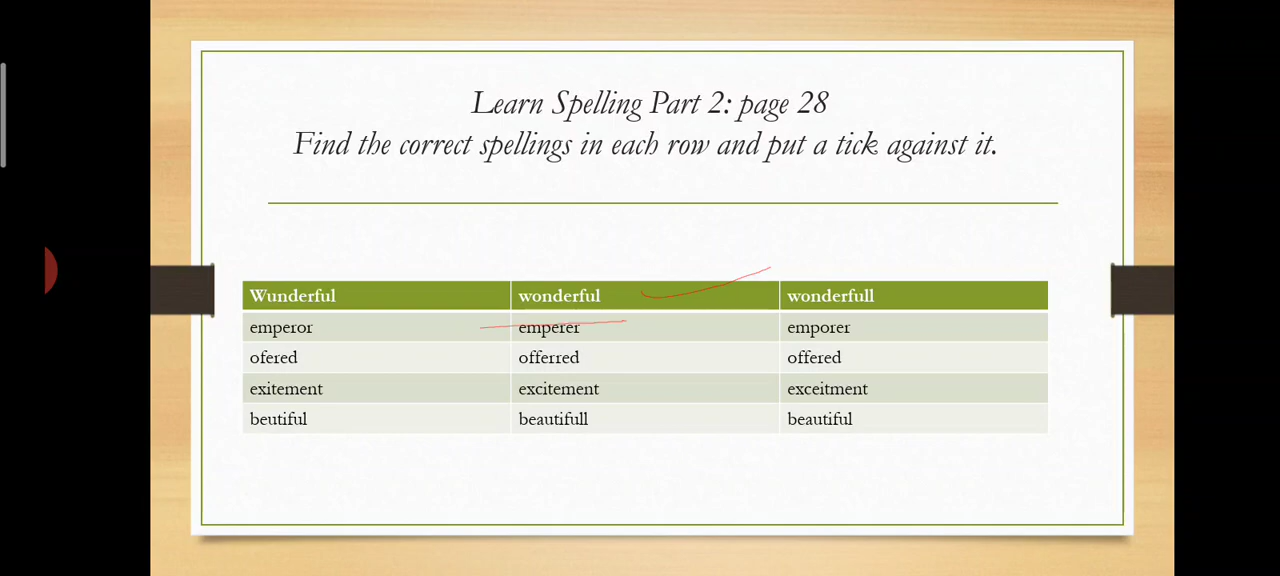 Learn Spelling Part 2: page 28
Find the correct spellings in each row and put a tick against it.
Wunderful wonderful wonderfull
emperor emperer emporer
ofered offerred offered
exitement excitement exceitment
beutiful beautifull beautiful